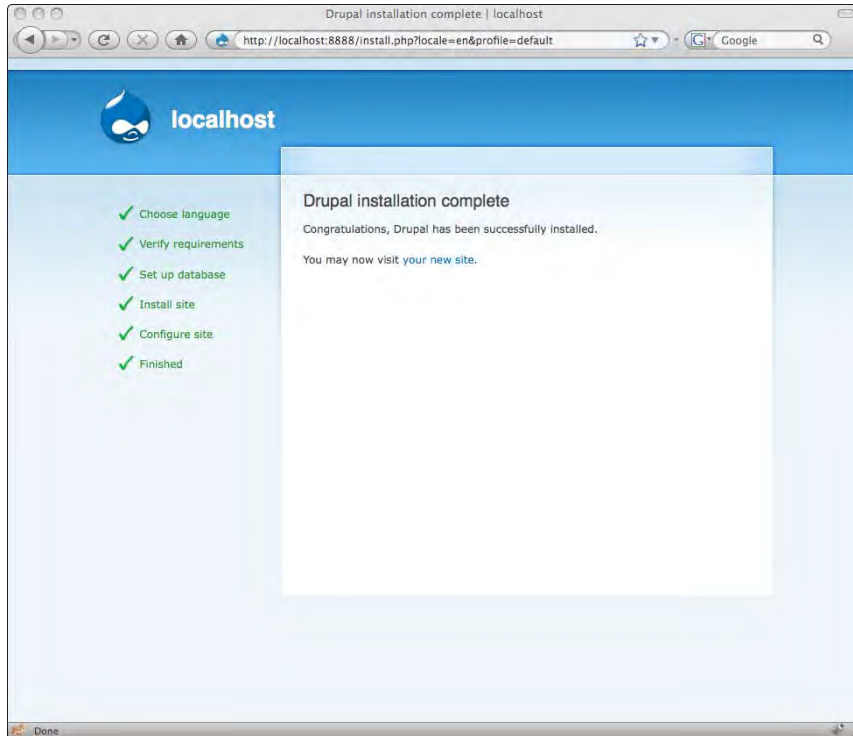 Drupal installation complete | localhost
http://localhost:8888/install.php?locale=en&profile=default
G
Google
localhost
Choose language
Verify requirements
Set up database
Install site
Configure site
Finished
Drupal installation complete
Congratulations, Drupal has been successfully installed.
You may now visit your new site.
Done